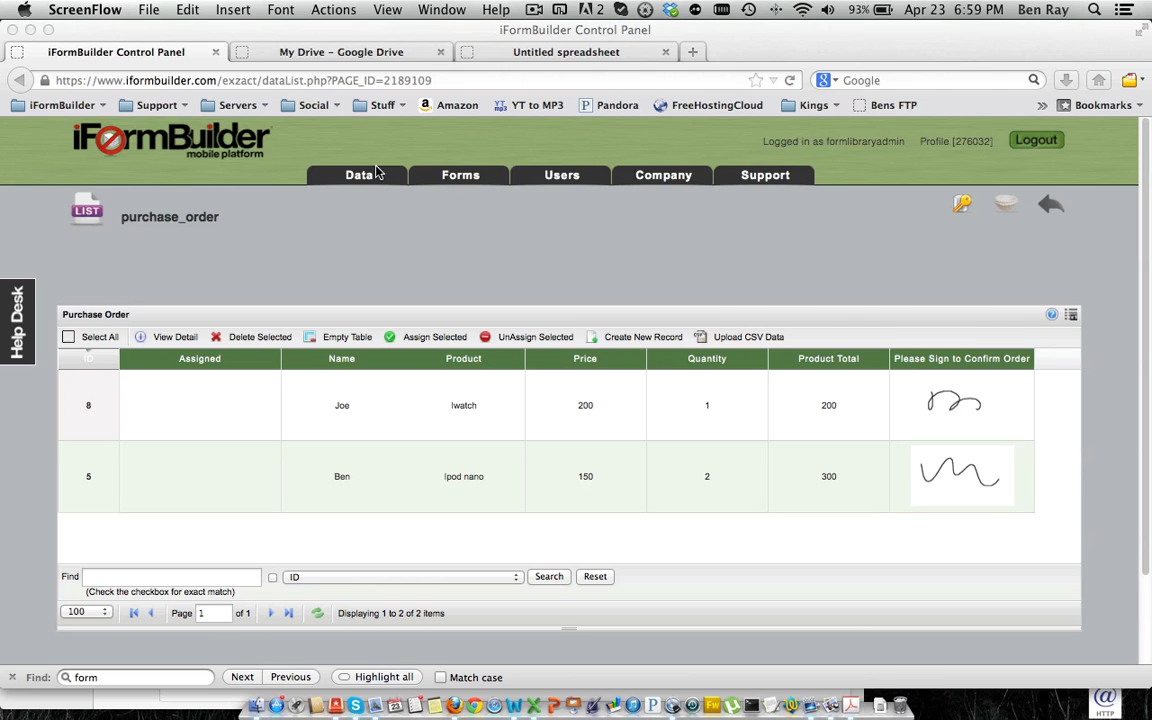 ScreenFlow File Edit Insert Font Actions View Window Help 2 93% Apr 23 6:59 PM Ben Ray
iFormBuilder Control Panel
iFormBuilder Control Panel × My Drive – Google Drive × Untitled spreadsheet × +
https://www.iformbuilder.com/exzact/dataList.php?PAGE_ID=2189109 Google
iFormBuilder Support Servers Social Stuff Amazon YT to MP3 Pandora FreeHostingCloud Kings Bens FTP » Bookmarks
iFormBuilder
mobile platform
Logged in as formlibraryadmin Profile [276032] Logout
Data Forms Users Company Support
LIST purchase_order
Help Desk
Purchase Order
Select All View Detail Delete Selected Empty Table Assign Selected UnAssign Selected Create New Record Upload CSV Data
ID Assigned Name Product Price Quantity Product Total Please Sign to Confirm Order
8 Joe Iwatch 200 1 200
5 Ben Ipod nano 150 2 300
Find ID Search Reset
(Check the checkbox for exact match)
100 Page 1 of 1 Displaying 1 to 2 of 2 items
× Find: form Next Previous Highlight all Match case
HTTP